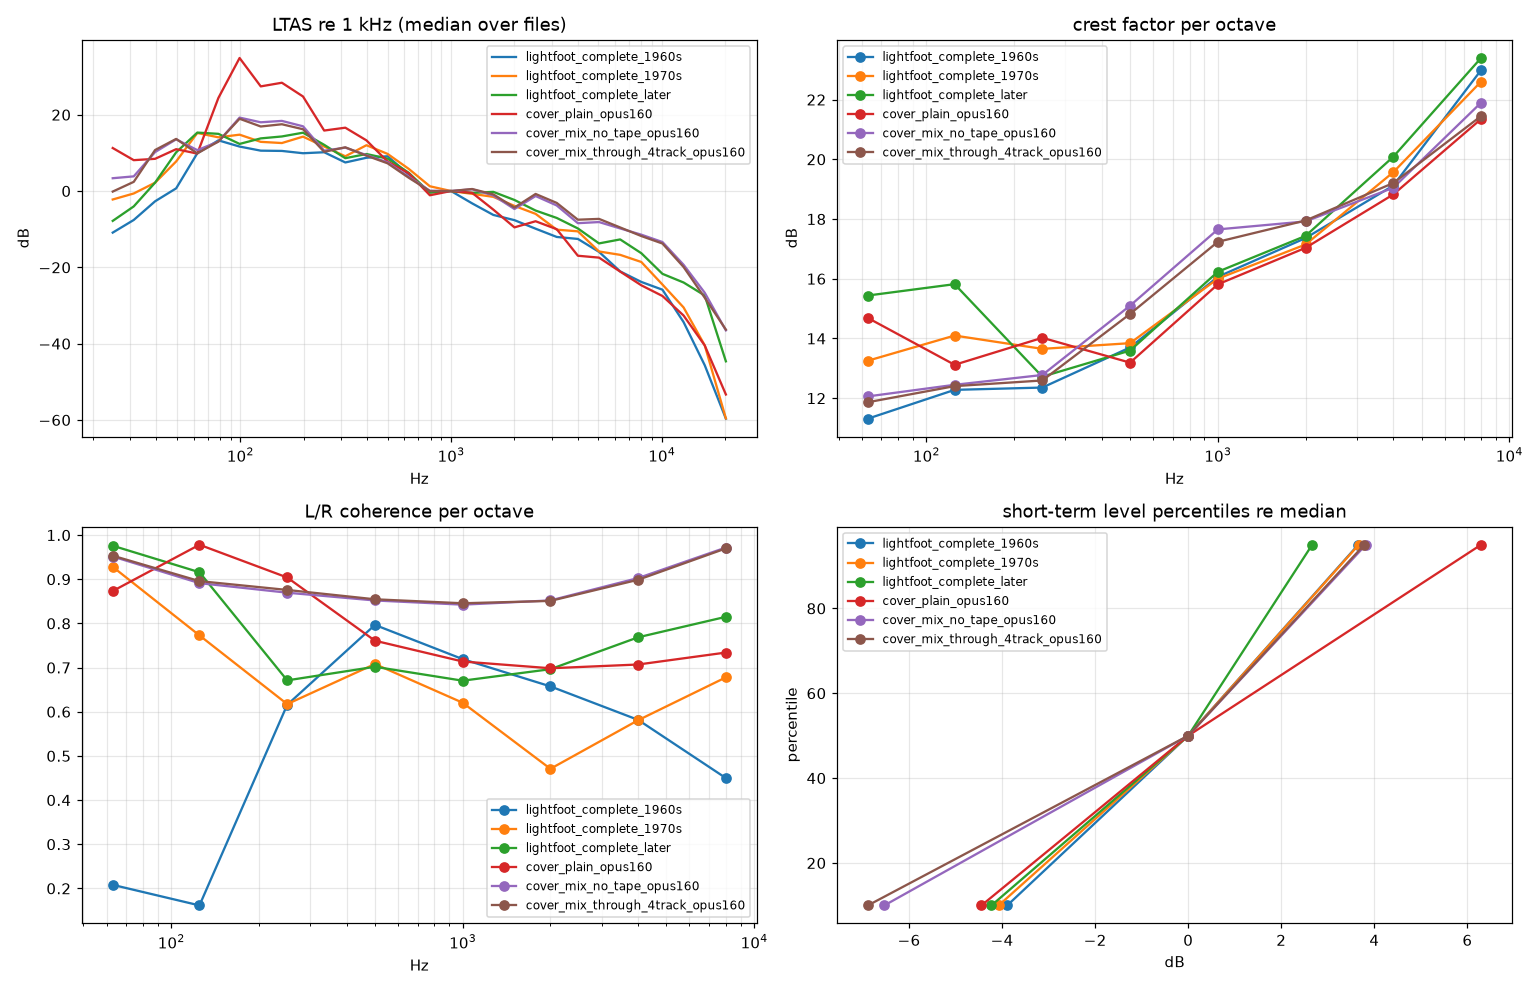 LTAS re 1 kHz (median over files)
dB
20
0
−20
−40
−60
10²
10³
10⁴
Hz
lightfoot_complete_1960s
lightfoot_complete_1970s
lightfoot_complete_later
cover_plain_opus160
cover_mix_no_tape_opus160
cover_mix_through_4track_opus160
crest factor per octave
dB
22
20
18
16
14
12
10²
10³
10⁴
Hz
lightfoot_complete_1960s
lightfoot_complete_1970s
lightfoot_complete_later
cover_plain_opus160
cover_mix_no_tape_opus160
cover_mix_through_4track_opus160
L/R coherence per octave
1.0
0.9
0.8
0.7
0.6
0.5
0.4
0.3
0.2
10²
10³
10⁴
Hz
lightfoot_complete_1960s
lightfoot_complete_1970s
lightfoot_complete_later
cover_plain_opus160
cover_mix_no_tape_opus160
cover_mix_through_4track_opus160
short-term level percentiles re median
percentile
80
60
40
20
−6
−4
−2
0
2
4
6
dB
lightfoot_complete_1960s
lightfoot_complete_1970s
lightfoot_complete_later
cover_plain_opus160
cover_mix_no_tape_opus160
cover_mix_through_4track_opus160